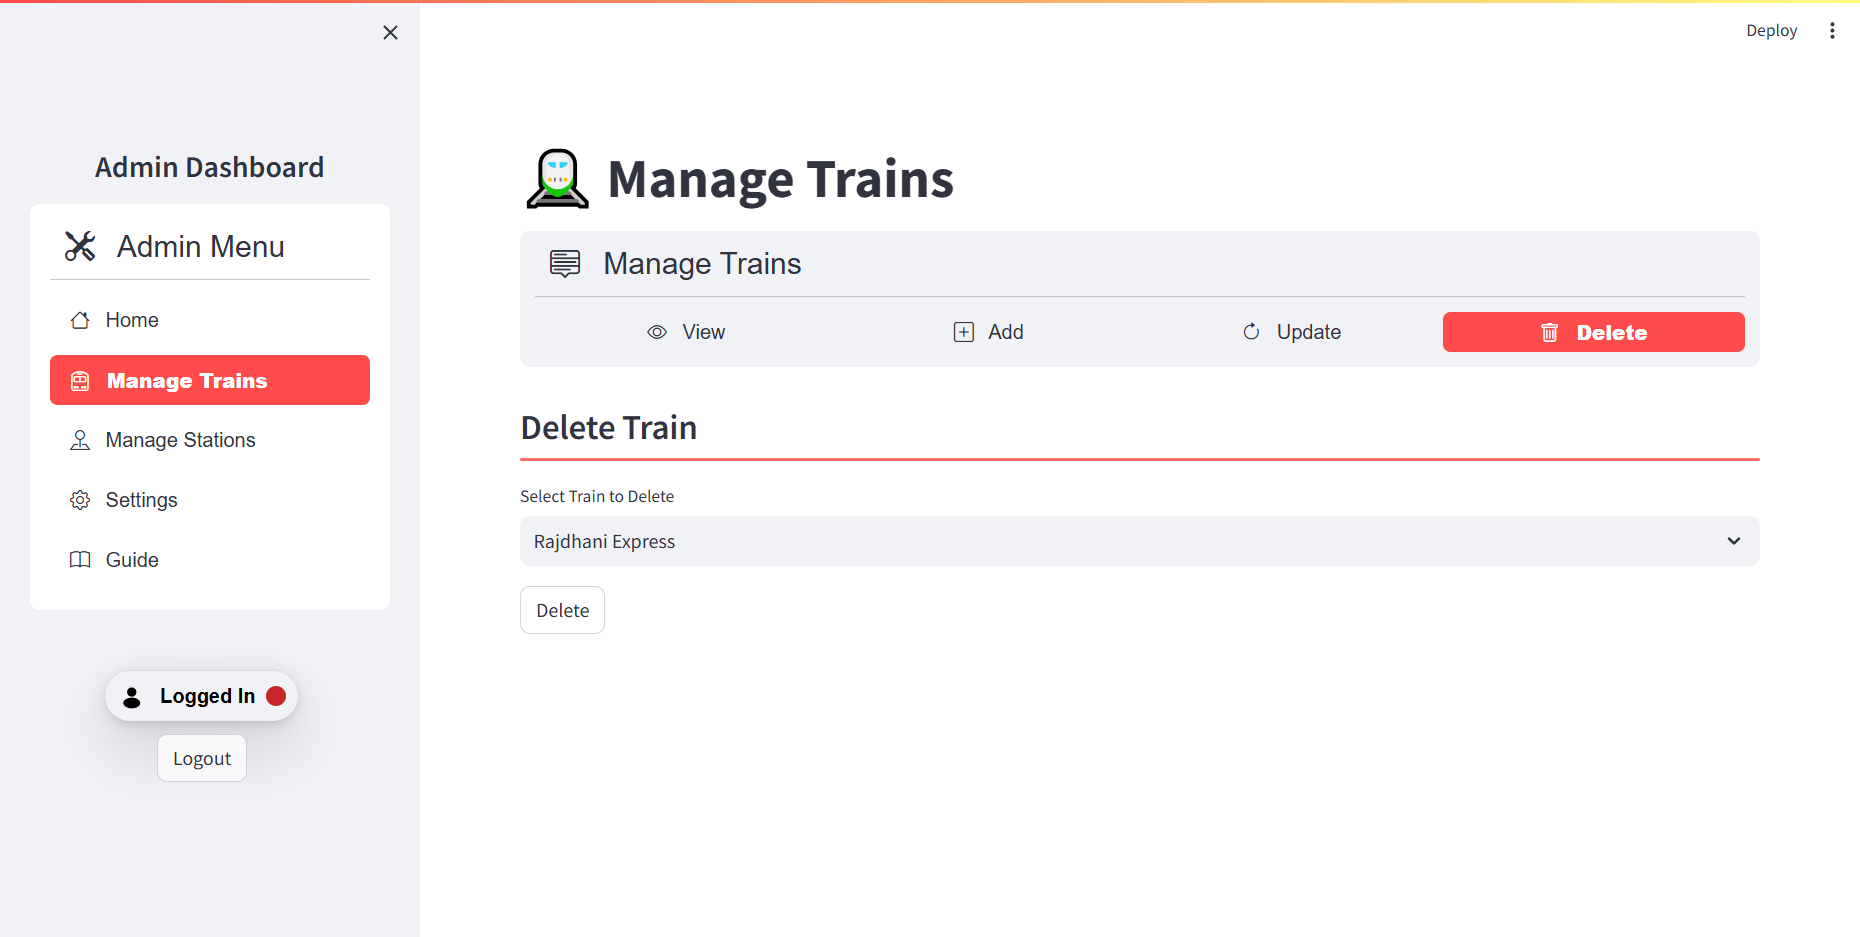 Deploy
Admin Dashboard
Admin Menu
Home
Manage Trains
Manage Stations
Settings
Guide
Logged In
Logout
Manage Trains
Manage Trains
View Add Update Delete
Delete Train
Select Train to Delete
Rajdhani Express
Delete